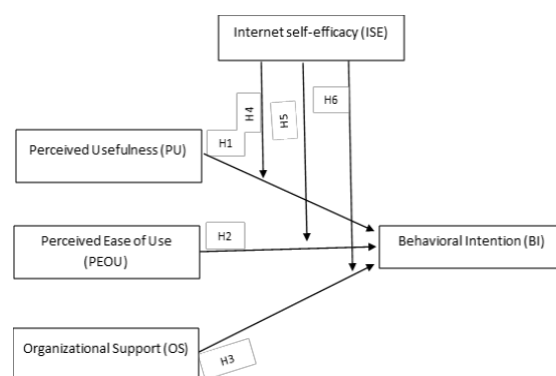 Internet self-efficacy (ISE)
H4
H5
H6
H1
Perceived Usefulness (PU)
H2
Perceived Ease of Use
(PEOU)
Behavioral Intention (BI)
Organizational Support (OS)
H3